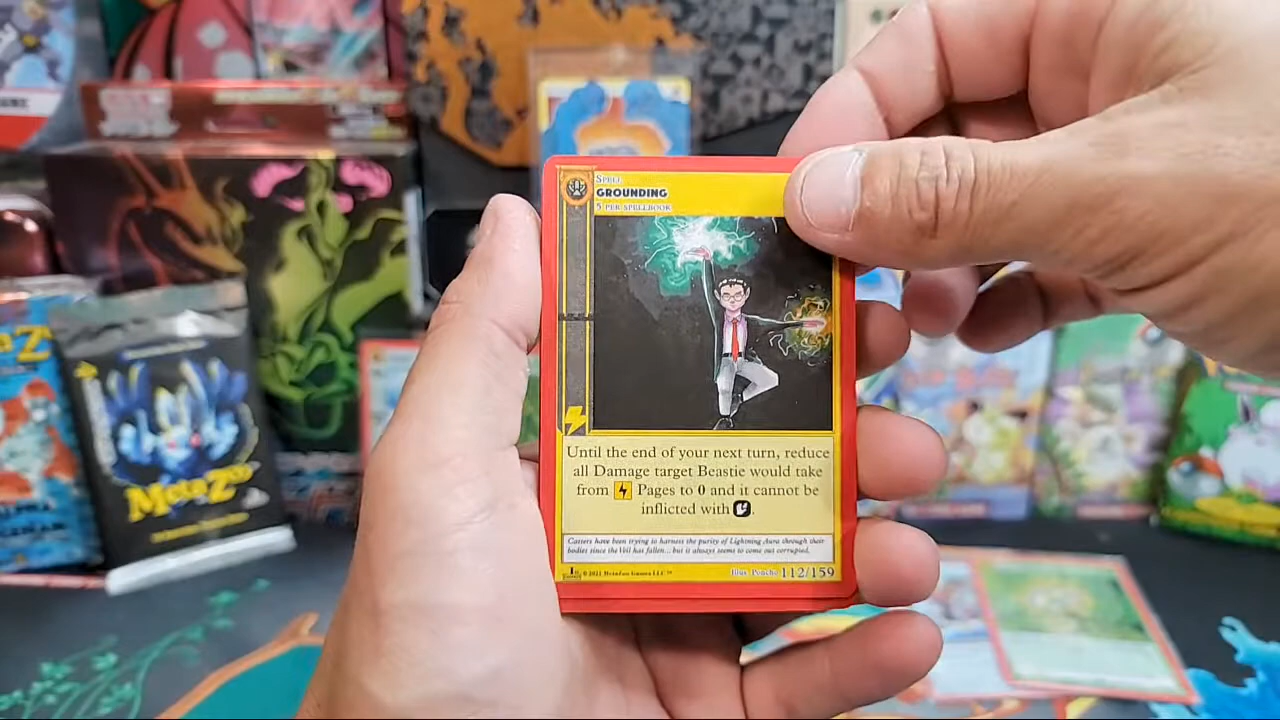 SPELL
GROUNDING
5 PER SPELLBOOK
Until the end of your next turn, reduce
all Damage target Beastie would take
from Pages to 0 and it cannot be
inflicted with .
Casters have been trying to harness the purity of Lightning Aura through their
bodies since the Veil has fallen... but it always seems to come out corrupted.
© 2021 MetaZoo Games LLC™
Illus. Poncho 112/159
MetaZoo